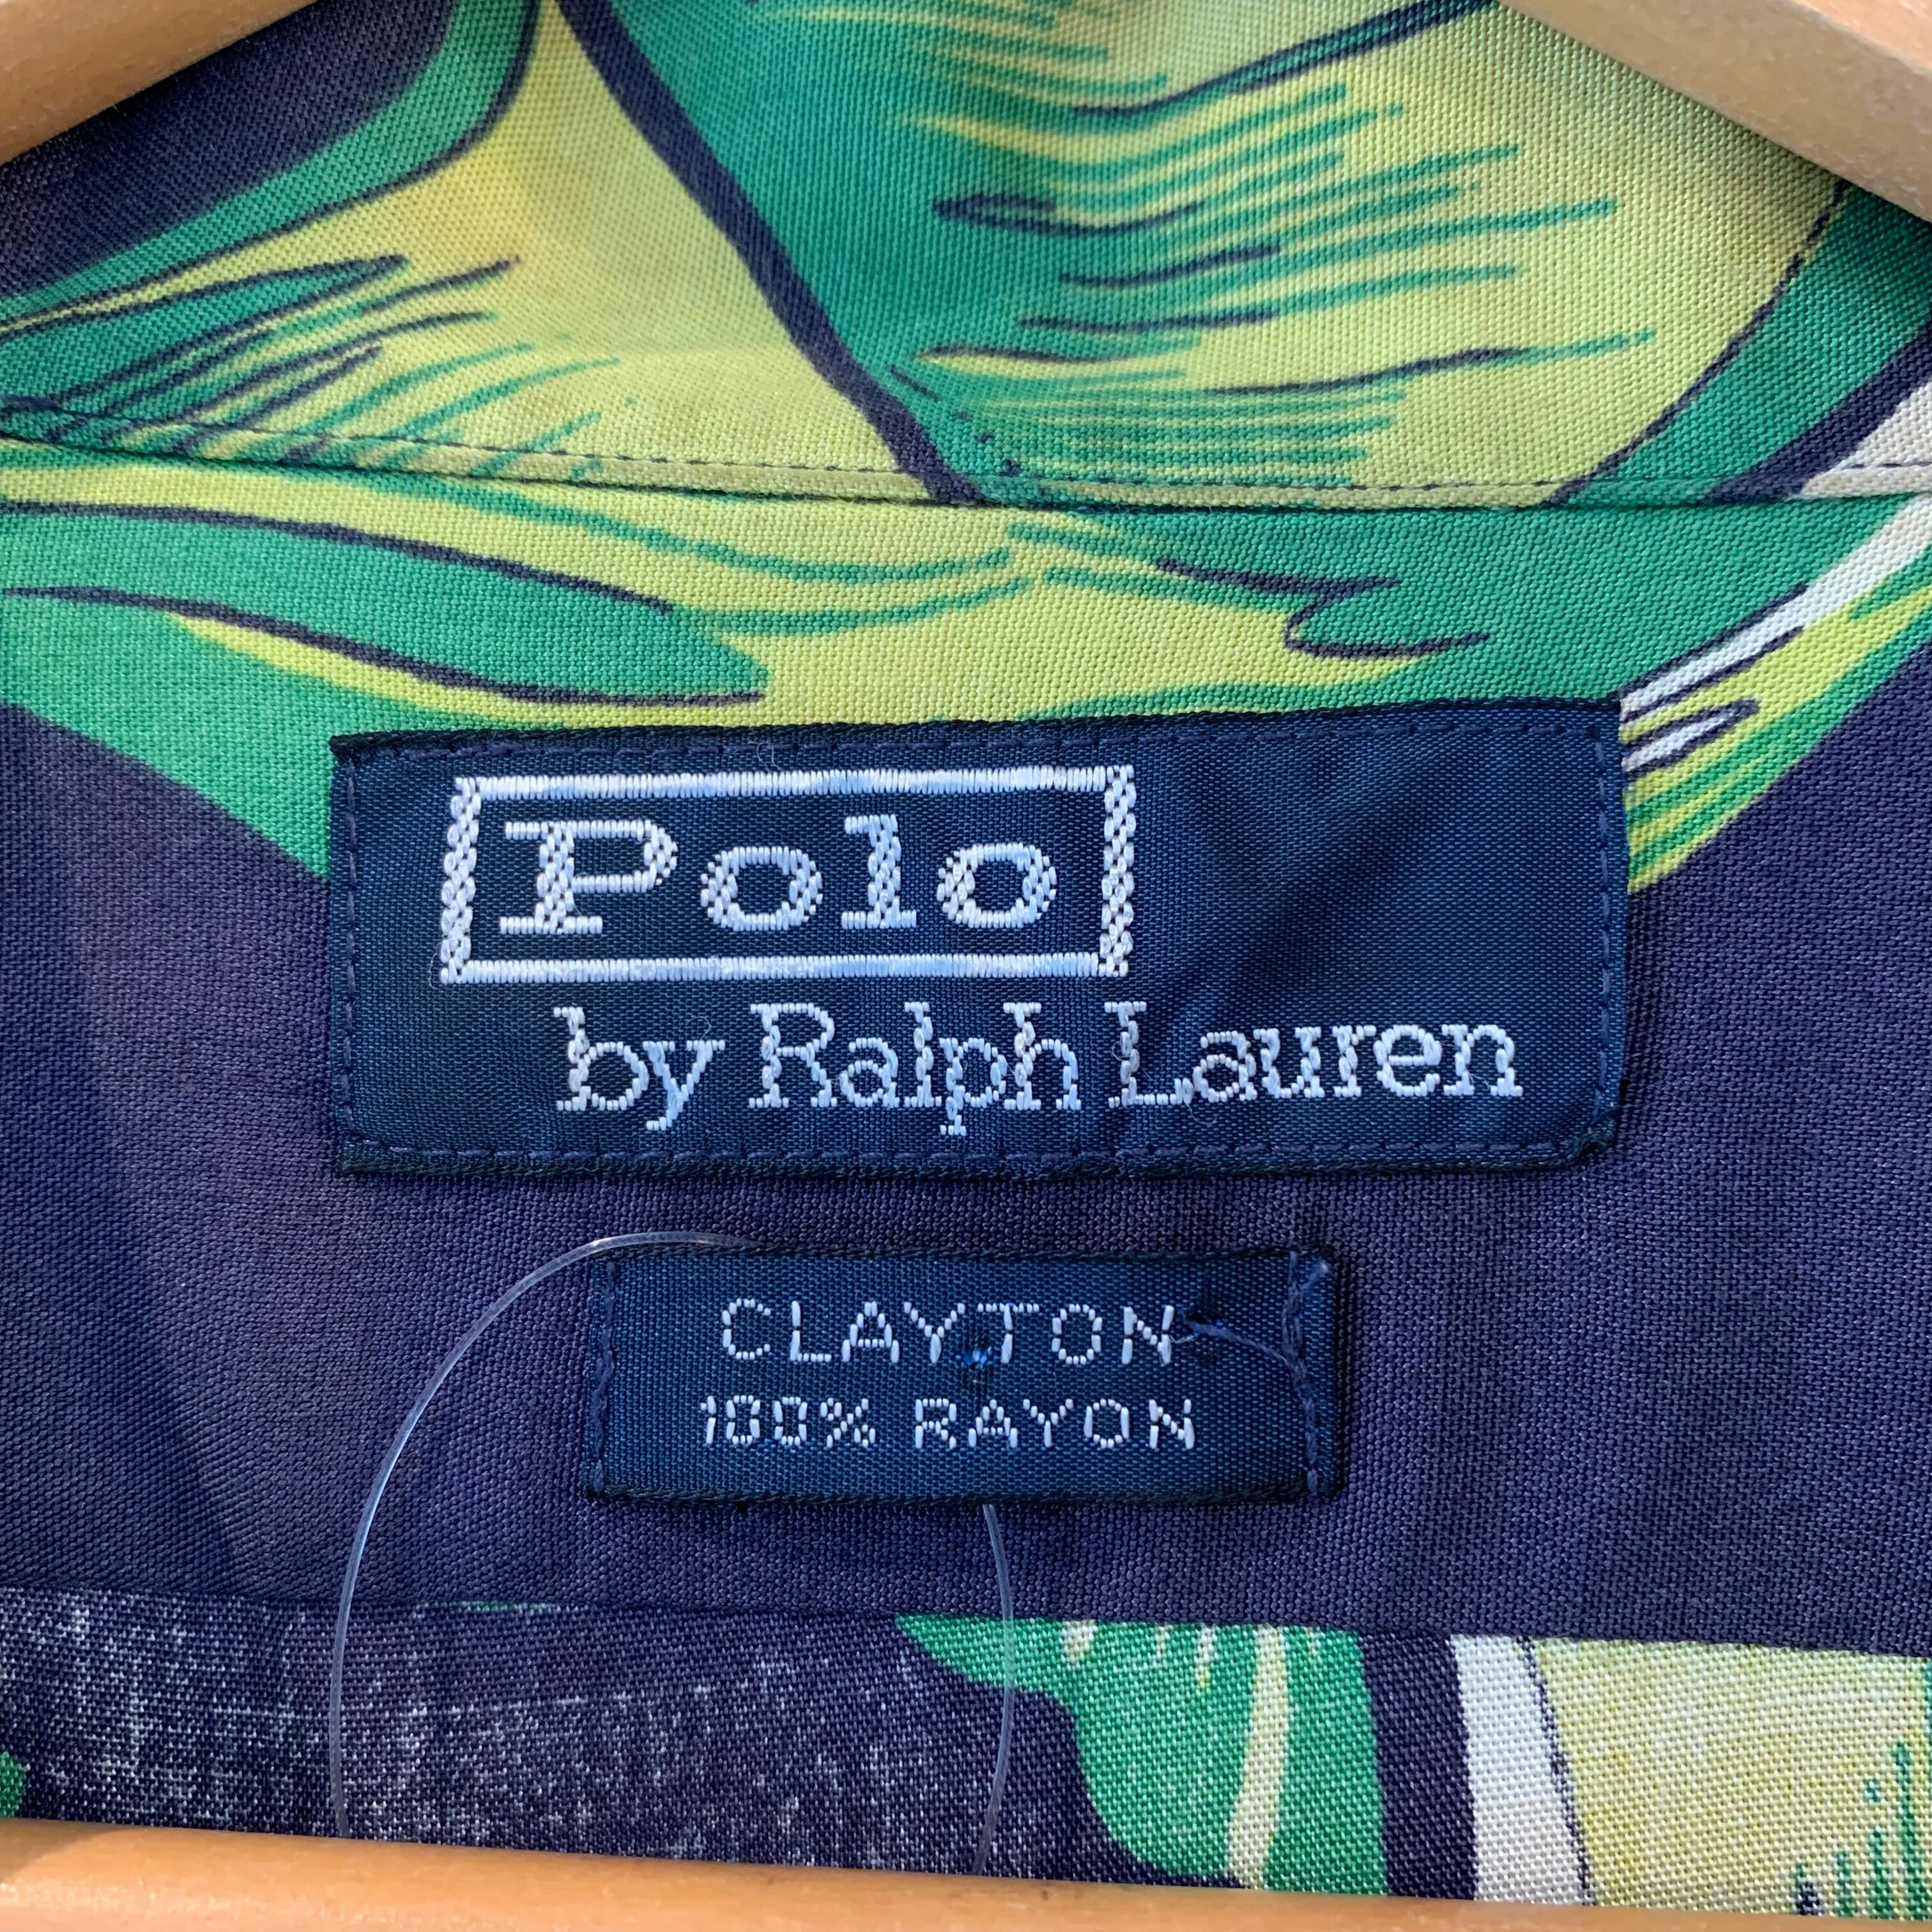 Polo
by Ralph Lauren
CLAYTON
100% RAYON